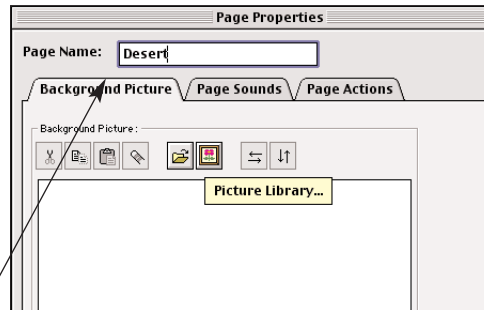 Page Properties
Page Name: Desert
Background Picture Page Sounds Page Actions
Background Picture:
Picture Library...